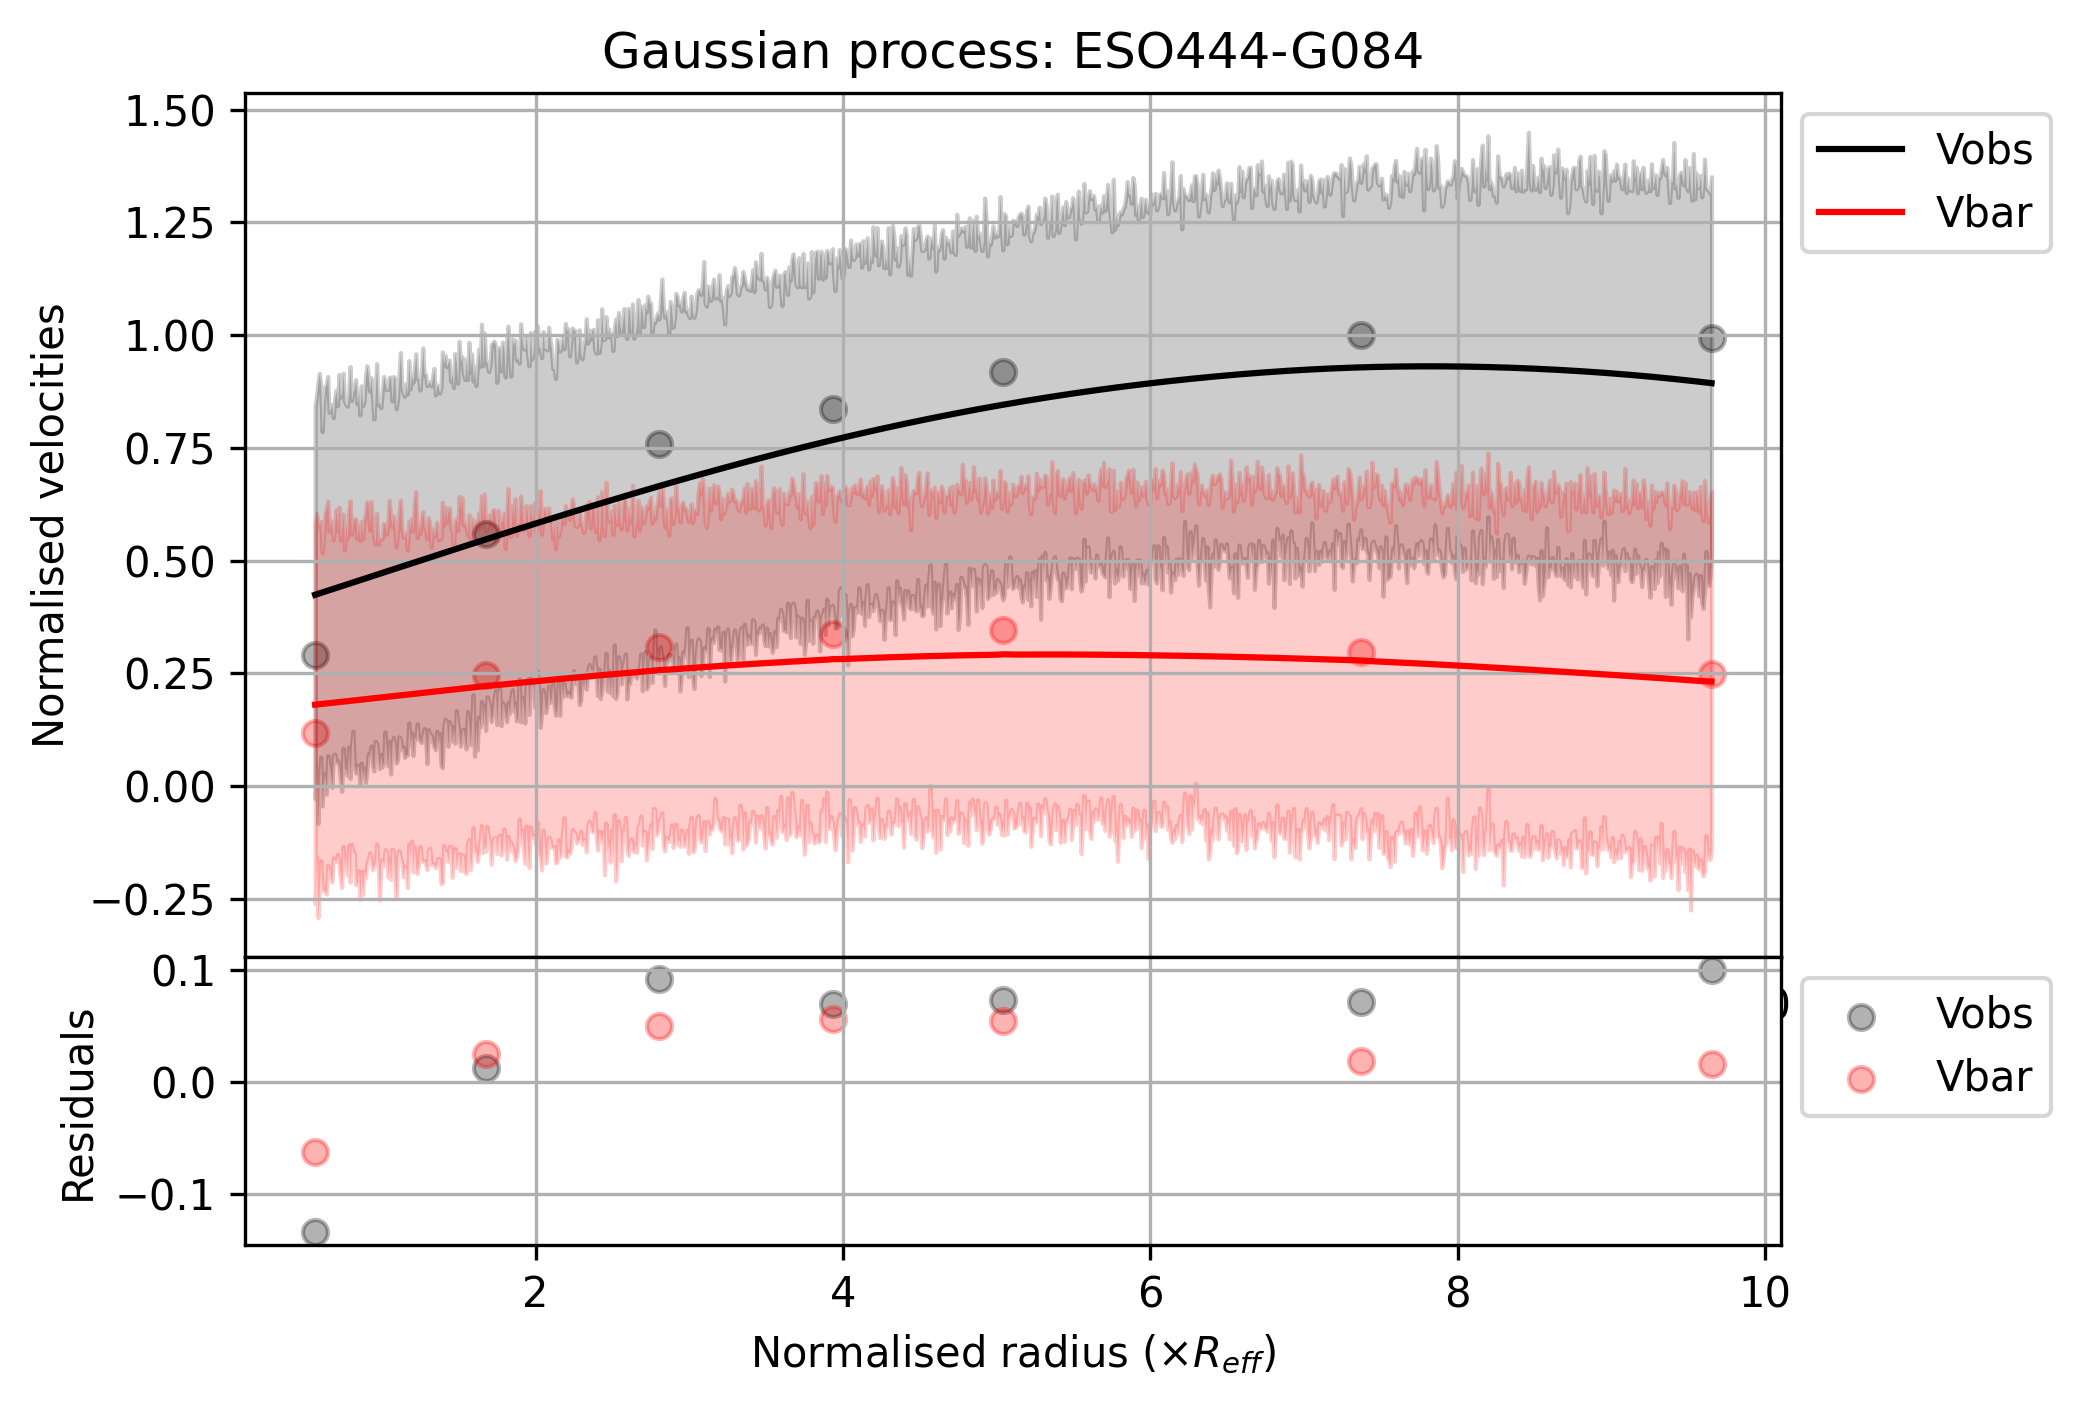 Gaussian process: ESO444-G084
Normalised velocities
1.50
1.25
1.00
0.75
0.50
0.25
0.00
−0.25
Vobs
Vbar
Residuals
0.1
0.0
−0.1
Vobs
Vbar
2
4
6
8
10
Normalised radius (×R_{eff})